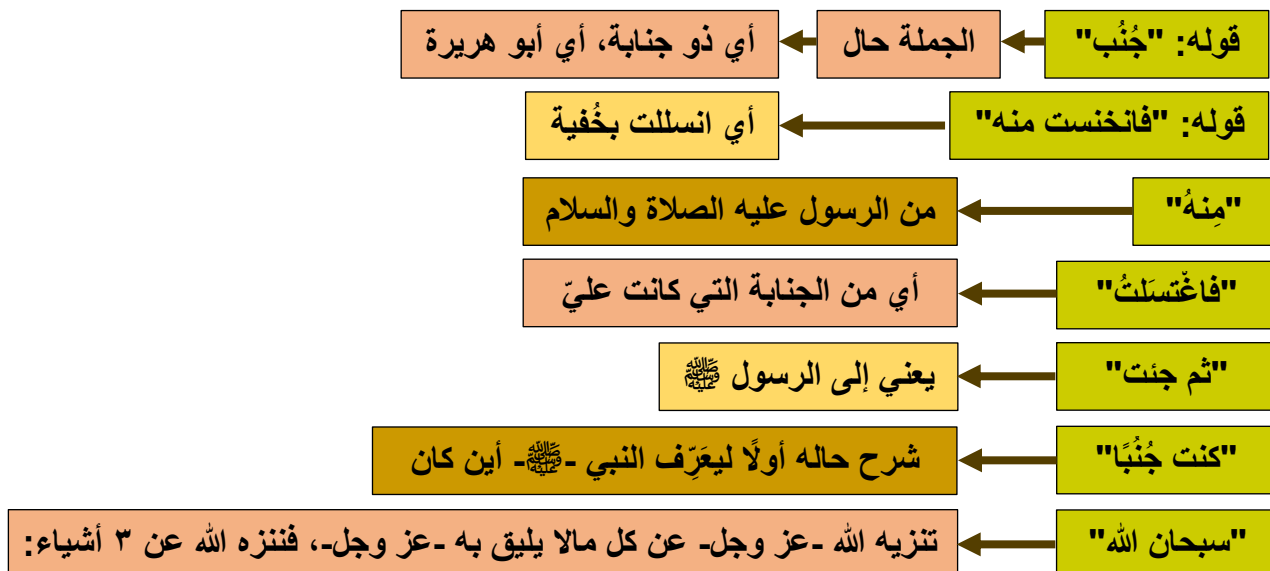 قوله: "جُنُب" الجملة حال أي ذو جنابة، أي أبو هريرة
قوله: "فانخنست منه" أي انسللت بخُفية
"مِنهُ" من الرسول عليه الصلاة والسلام
"فاغّتسَلتُ" أي من الجنابة التي كانت عليّ
"ثم جئت" يعني إلى الرسول ﷺ
"كنت جُنُبًا" شرح حاله أولًا ليعَرِّف النبي -ﷺ- أين كان
"سبحان الله" تنزيه الله -عز وجل- عن كل مالا يليق به -عز وجل-، فننزه الله عن ٣ أشياء: